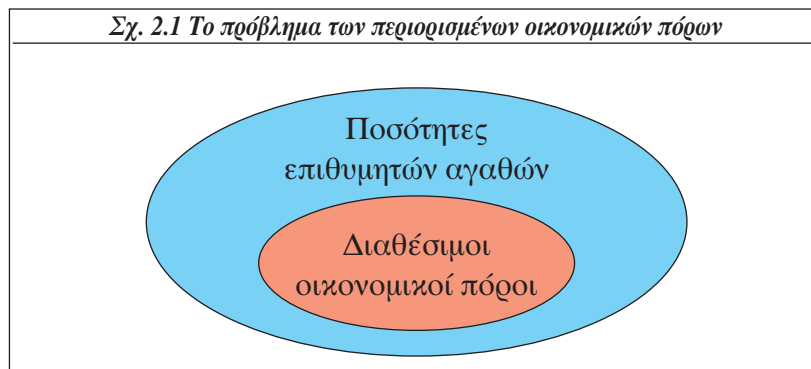 Σχ. 2.1 Το πρόβλημα των περιορισμένων οικονομικών πόρων
Ποσότητες
επιθυμητών αγαθών
Διαθέσιμοι
οικονομικοί πόροι